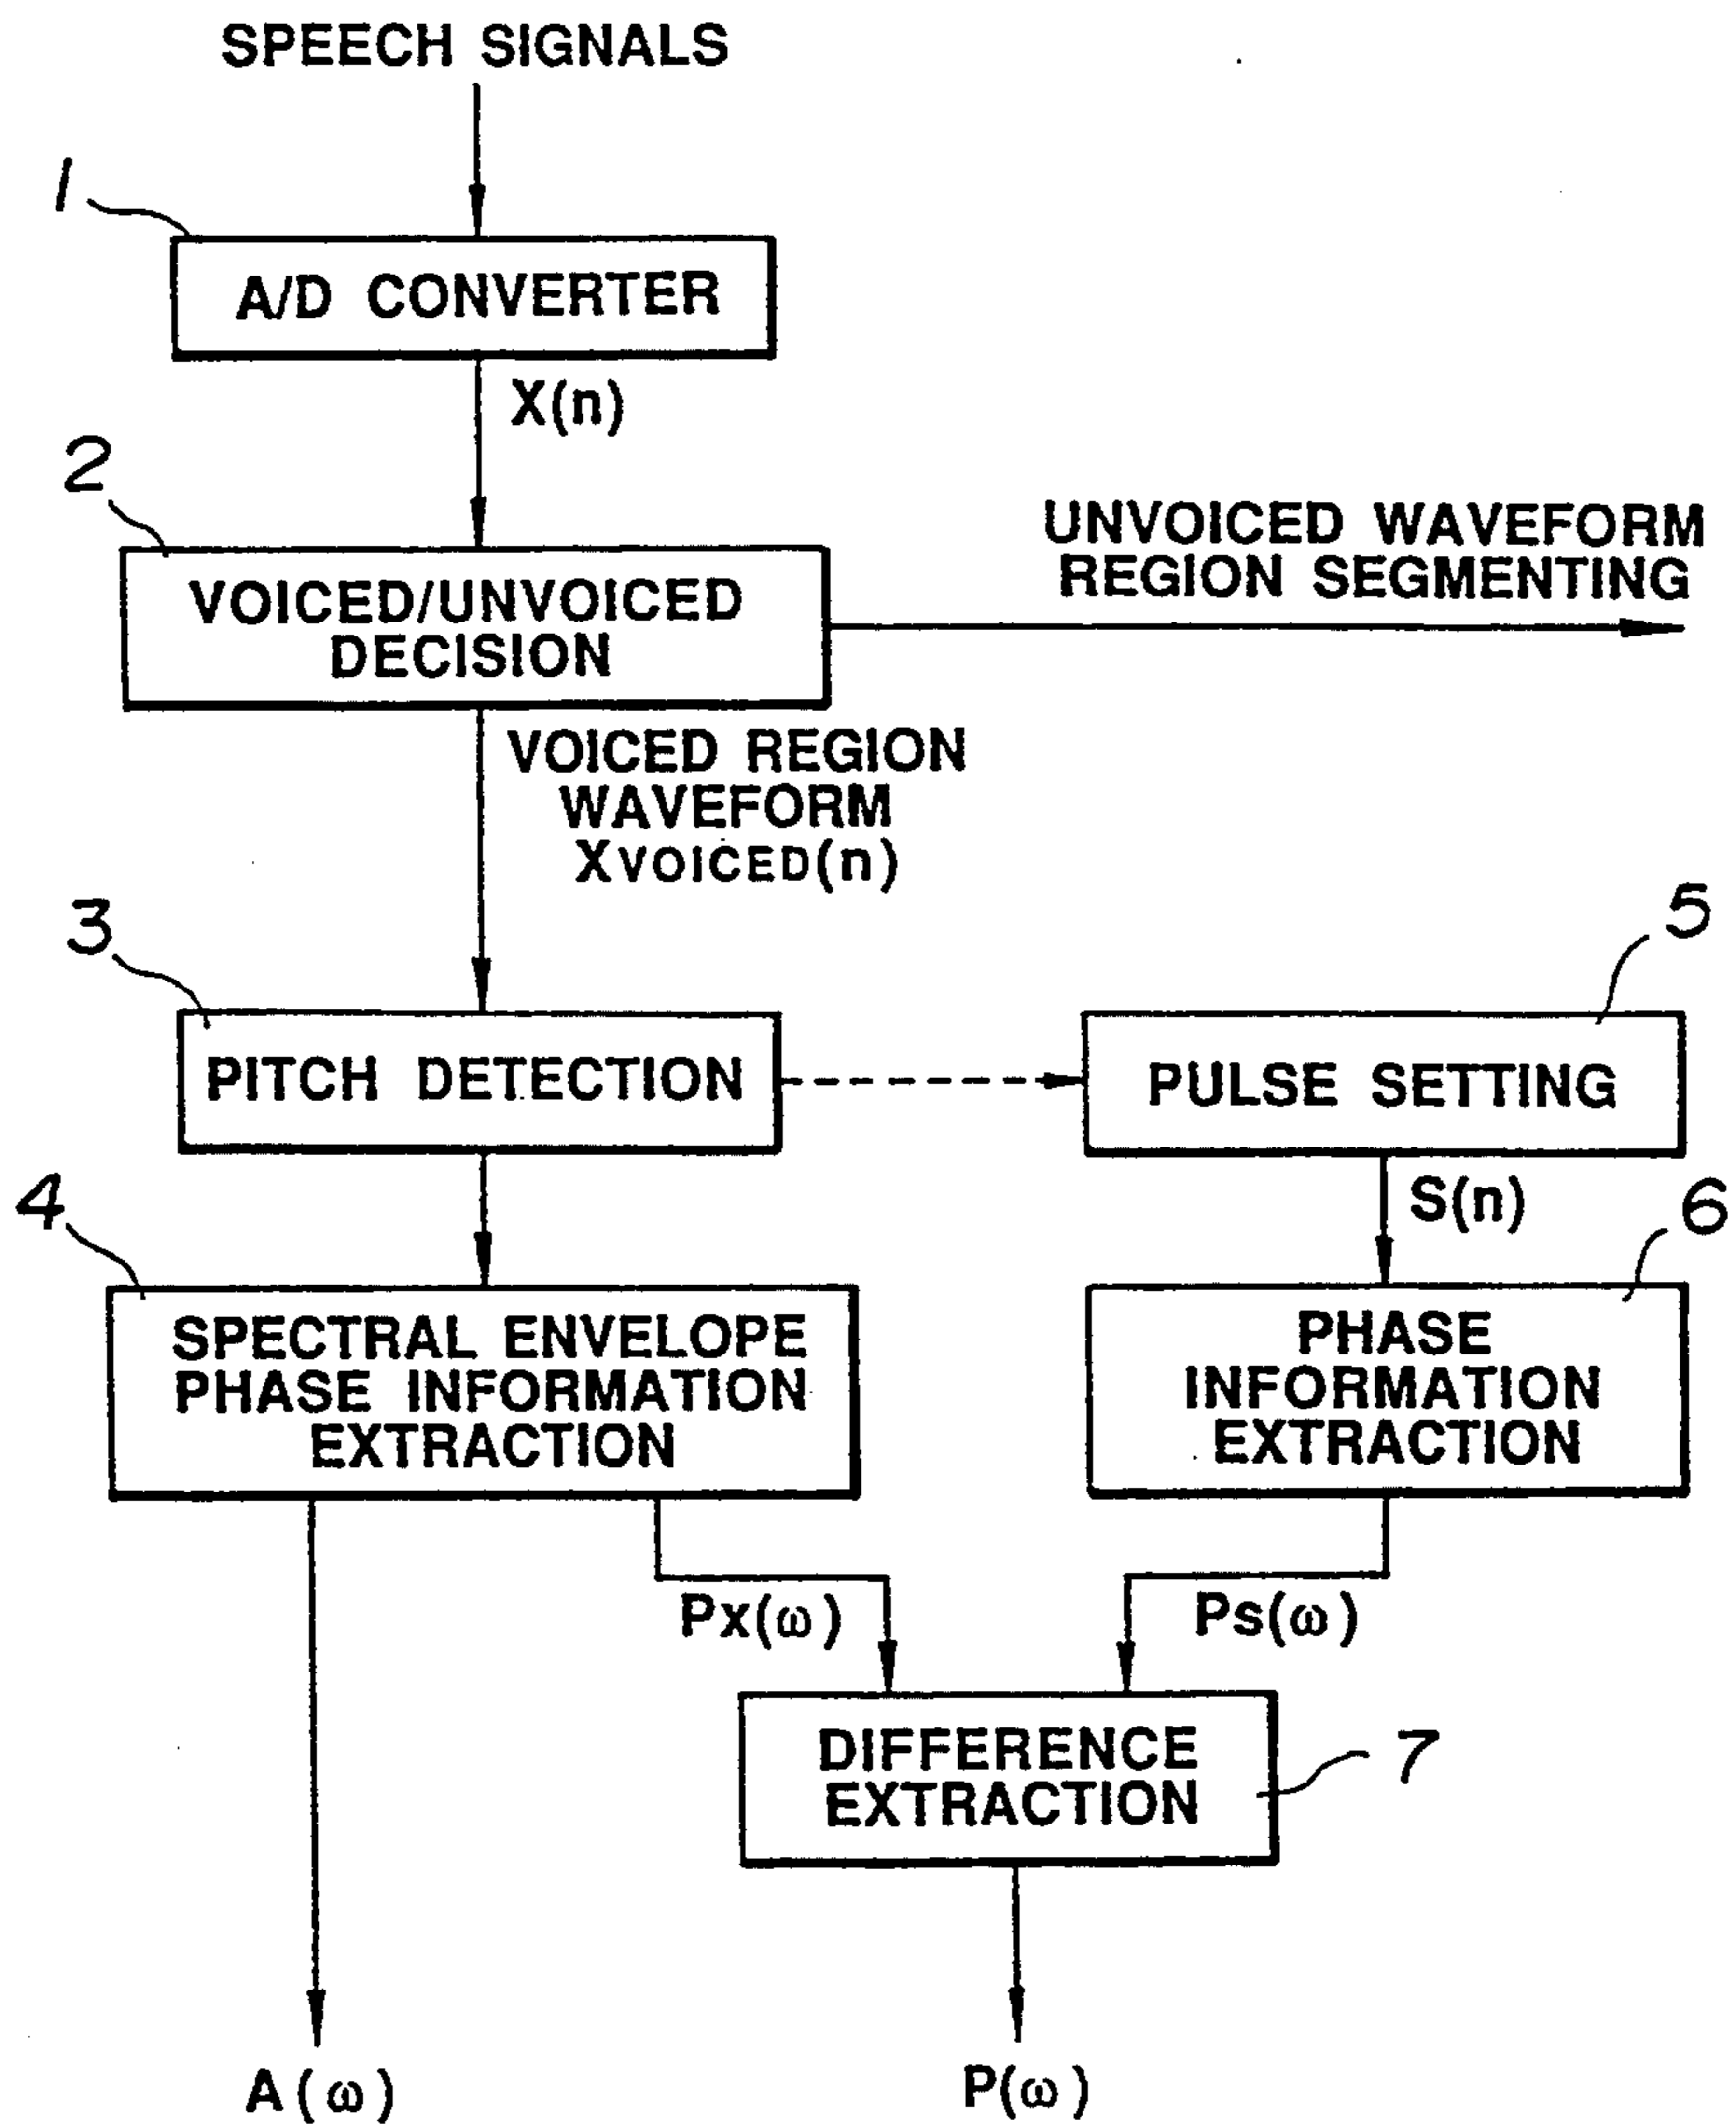 SPEECH SIGNALS
1
A/D CONVERTER
X(n)
2
VOICED/UNVOICED
DECISION
UNVOICED WAVEFORM
REGION SEGMENTING
VOICED REGION
WAVEFORM
XVOICED(n)
3
PITCH DETECTION
5
PULSE SETTING
S(n)
4
SPECTRAL ENVELOPE
PHASE INFORMATION
EXTRACTION
6
PHASE
INFORMATION
EXTRACTION
Px(ω)
Ps(ω)
DIFFERENCE
EXTRACTION
7
A(ω)
P(ω)